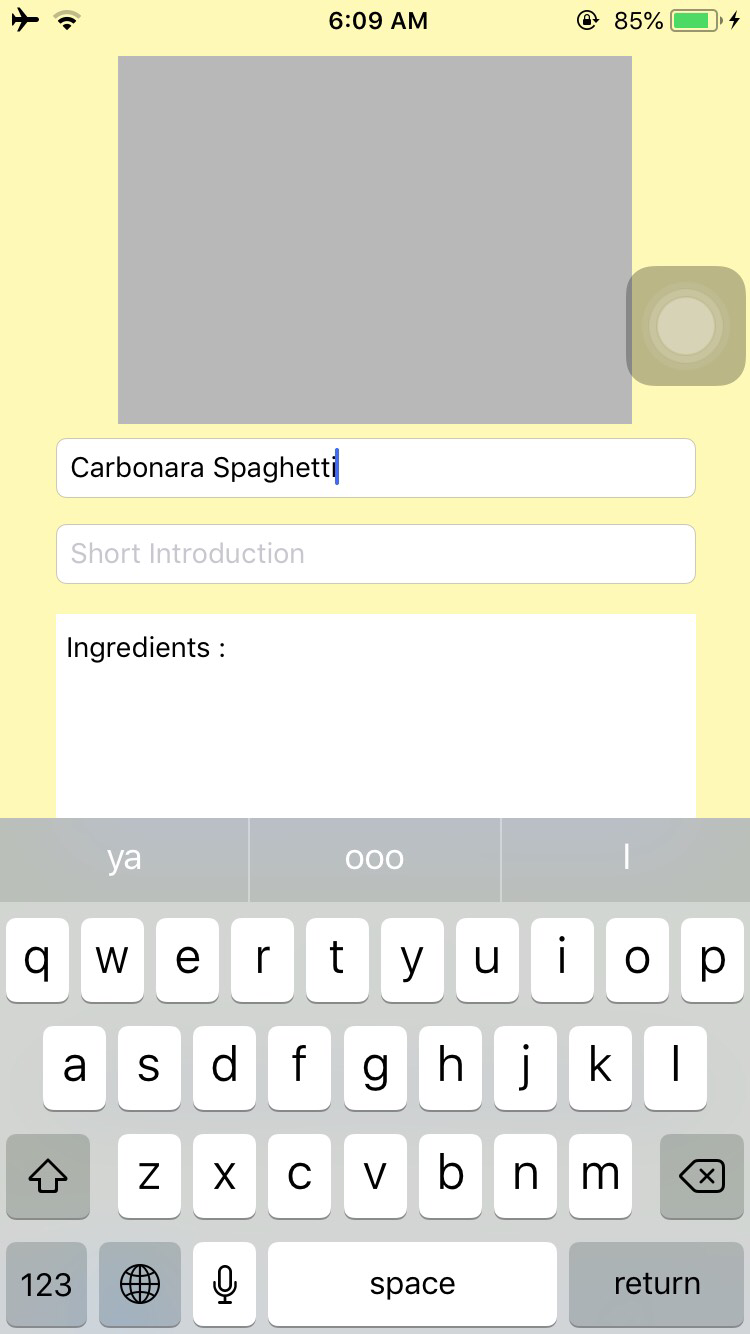 6:09 AM 85%
Carbonara Spaghetti
Short Introduction
Ingredients :
ya ooo l
q w e r t y u i o p
a s d f g h j k l
z x c v b n m
123 space return